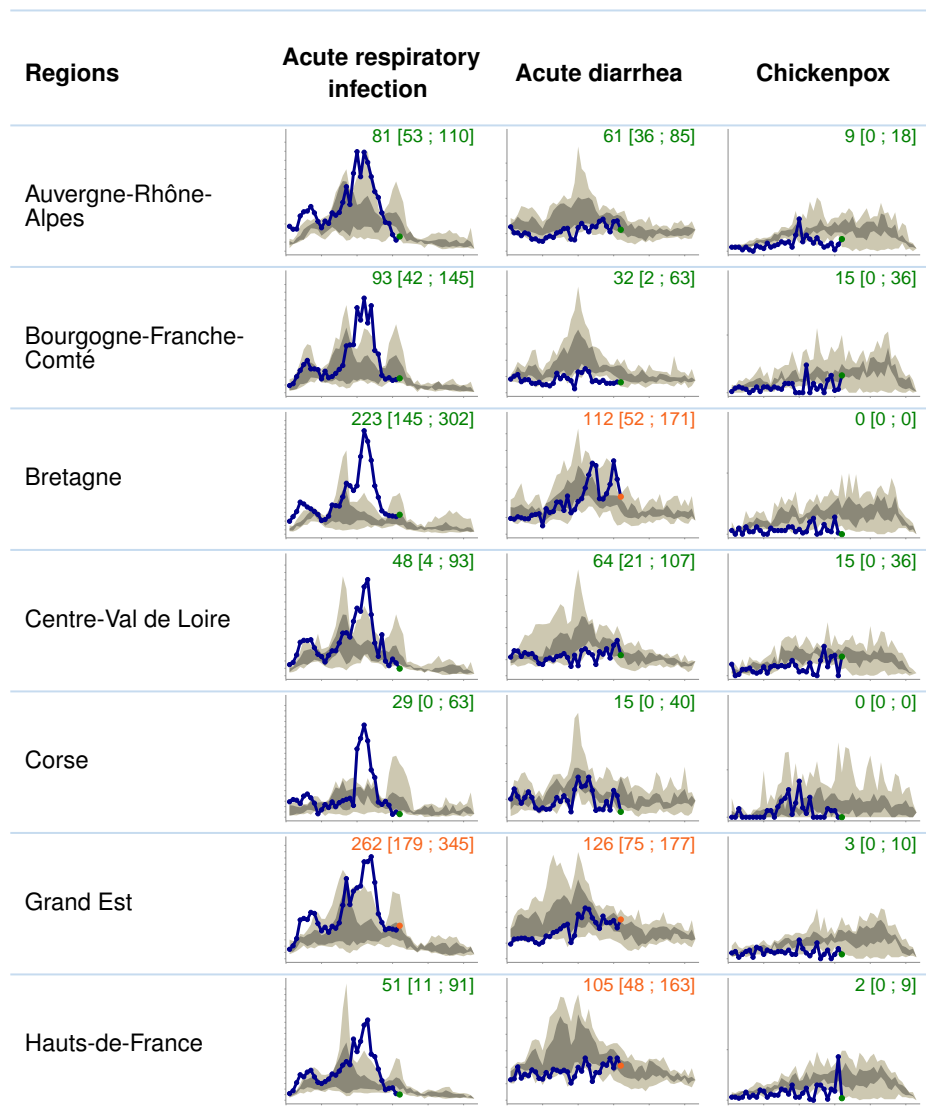 Regions
Acute respiratory
infection
Acute diarrhea
Chickenpox
81 [53 ; 110]
61 [36 ; 85]
9 [0 ; 18]
Auvergne-Rhône-
Alpes
93 [42 ; 145]
32 [2 ; 63]
15 [0 ; 36]
Bourgogne-Franche-
Comté
223 [145 ; 302]
112 [52 ; 171]
0 [0 ; 0]
Bretagne
48 [4 ; 93]
64 [21 ; 107]
15 [0 ; 36]
Centre-Val de Loire
29 [0 ; 63]
15 [0 ; 40]
0 [0 ; 0]
Corse
262 [179 ; 345]
126 [75 ; 177]
3 [0 ; 10]
Grand Est
51 [11 ; 91]
105 [48 ; 163]
2 [0 ; 9]
Hauts-de-France